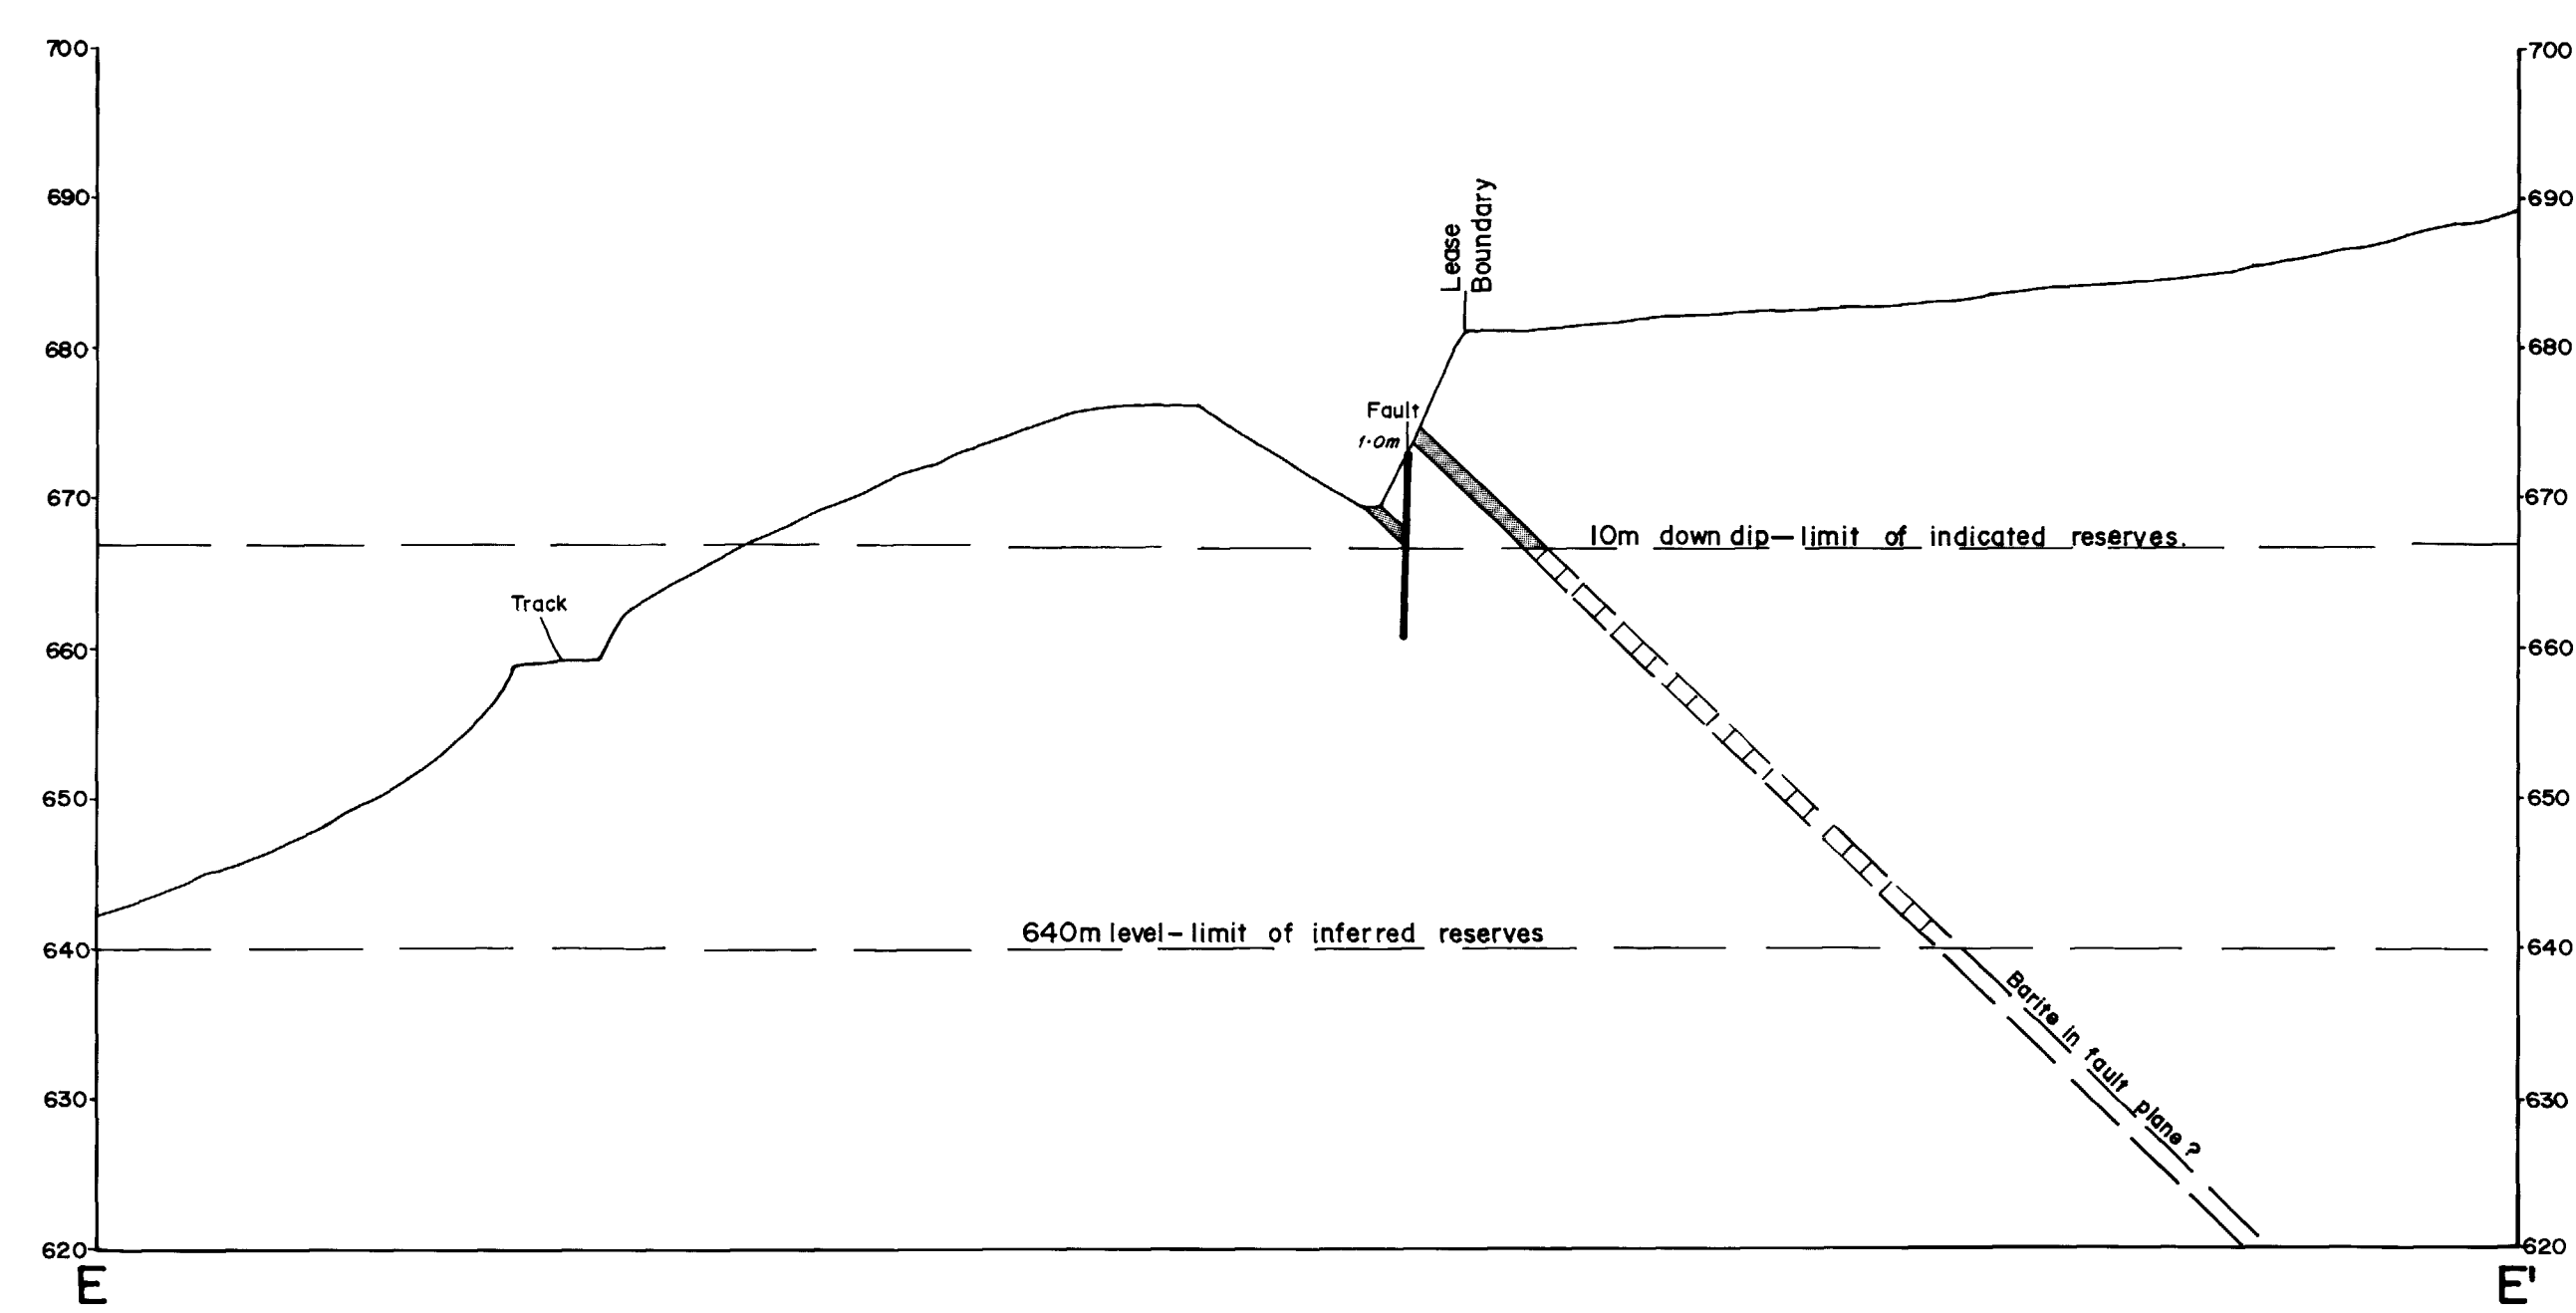 700
700
690
690
Lease
Boundary
680
680
Fault
1·0m
670
670
10m down dip—limit of indicated reserves.
Track
660
660
650
650
640m level—limit of inferred reserves
640
640
Barite in fault plane ?
630
630
620
620
E
E'